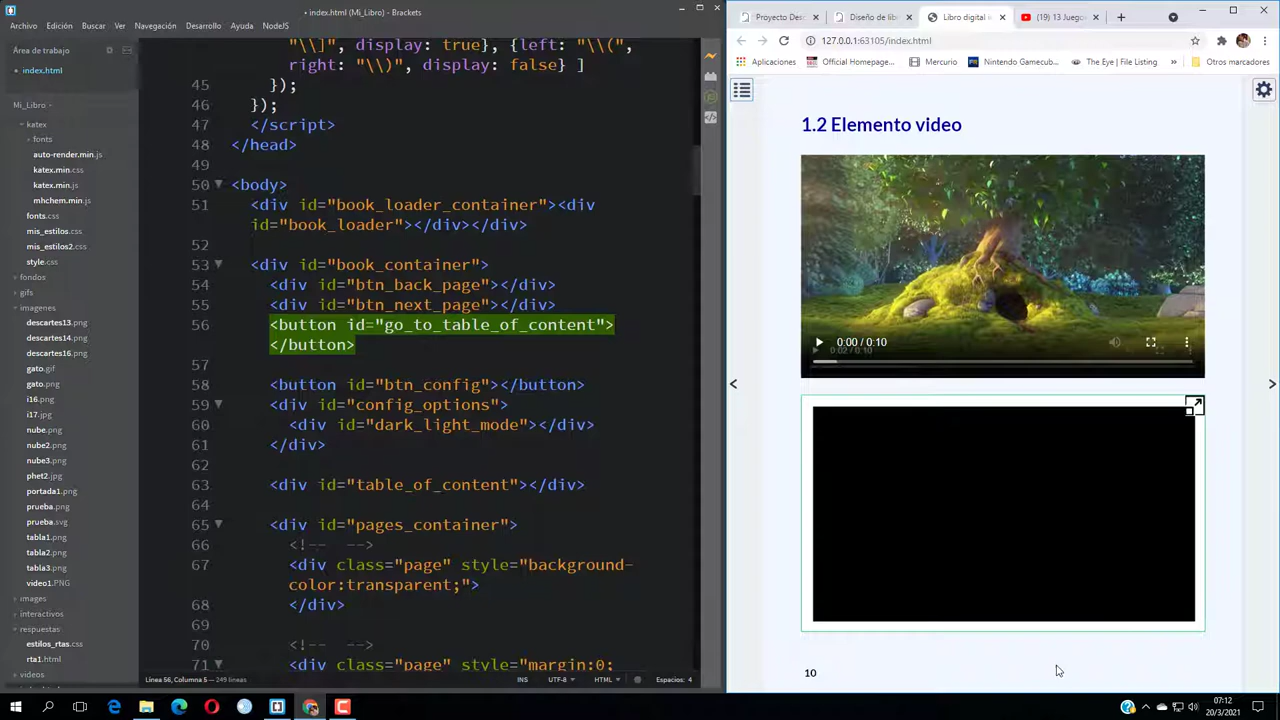 • index.html (Mi_Libro) - Brackets
Archivo Editar Buscar Ver Navegación Desarrollo Ayuda NodeJS
Área de trabajo
• index.html
Mi_Libro
katex
fonts
auto-render.min.js
katex.min.css
katex.min.js
mhchem.min.js
fonts.css
mis_estilos.css
mis_estilos2.css
style.css
fondos
gifs
imagenes
descartes13.png
descartes14.png
descartes16.png
gato.gif
gato.png
i16.png
i17.jpg
nube.png
nube2.png
nube3.png
phet2.jpg
portada1.png
prueba.png
prueba.svg
tabla1.png
tabla2.png
tabla3.png
video1.PNG
images
interactivos
respuestas
estilos_rtas.css
rta1.html
videos
"\\]", display: true}, {left: "\\(",
right: "\\)", display: false} ]
45 });
46 });
47 </script>
48 </head>
49
50 <body>
51 <div id="book_loader_container"><div
id="book_loader"></div></div>
52
53 <div id="book_container">
54 <div id="btn_back_page"></div>
55 <div id="btn_next_page"></div>
56 <button id="go_to_table_of_content">
</button>
57
58 <button id="btn_config"></button>
59 <div id="config_options">
60 <div id="dark_light_mode"></div>
61 </div>
62
63 <div id="table_of_content"></div>
64
65 <div id="pages_container">
66 <!-- -->
67 <div class="page" style="background-
color:transparent;">
68 </div>
69
70 <!-- -->
71 <div class="page" style="margin:0;
Línea 56, Columna 5 — 249 líneas INS UTF-8 HTML Espacios: 4
Proyecto Des Diseño de lib Libro digital i (19) 13 Juego
127.0.0.1:63105/index.html
Aplicaciones Official Homepage... Mercurio Nintendo Gamecub... The Eye | File Listing » Otros marcadores
1.2 Elemento video
0:00 / 0:10
0:02 / 0:10
< >
10
07:12
20/3/2021